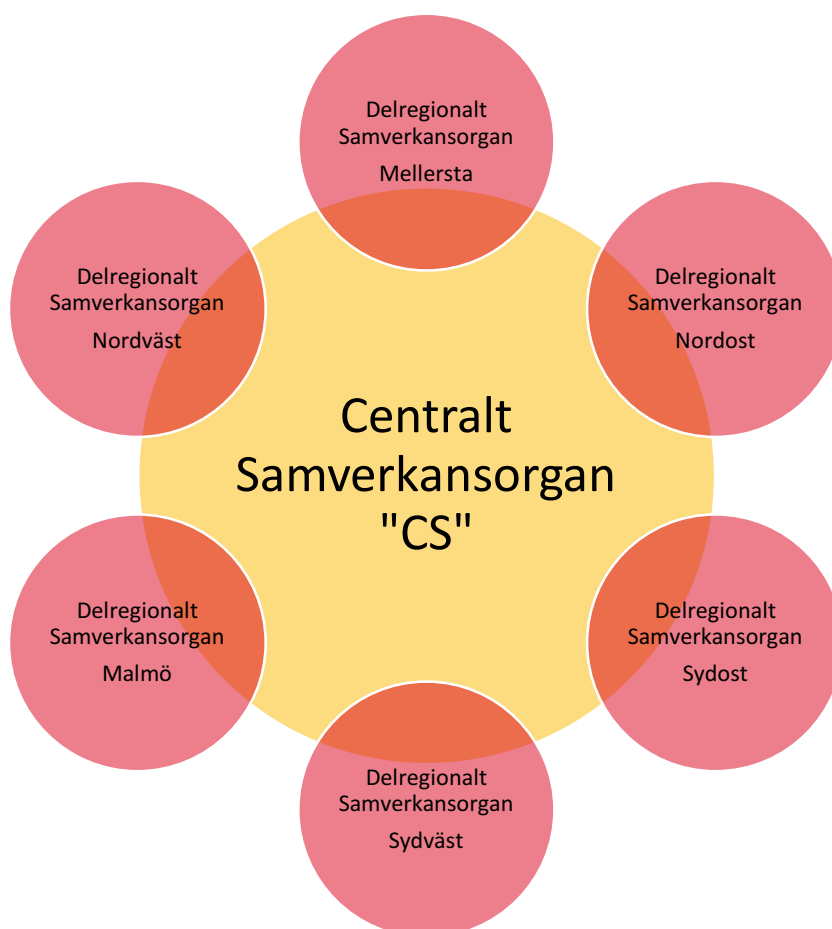 Delregionalt
Samverkansorgan
Mellersta
Delregionalt
Samverkansorgan
Nordväst
Delregionalt
Samverkansorgan
Nordost
Centralt
Samverkansorgan
"CS"
Delregionalt
Samverkansorgan
Malmö
Delregionalt
Samverkansorgan
Sydost
Delregionalt
Samverkansorgan
Sydväst